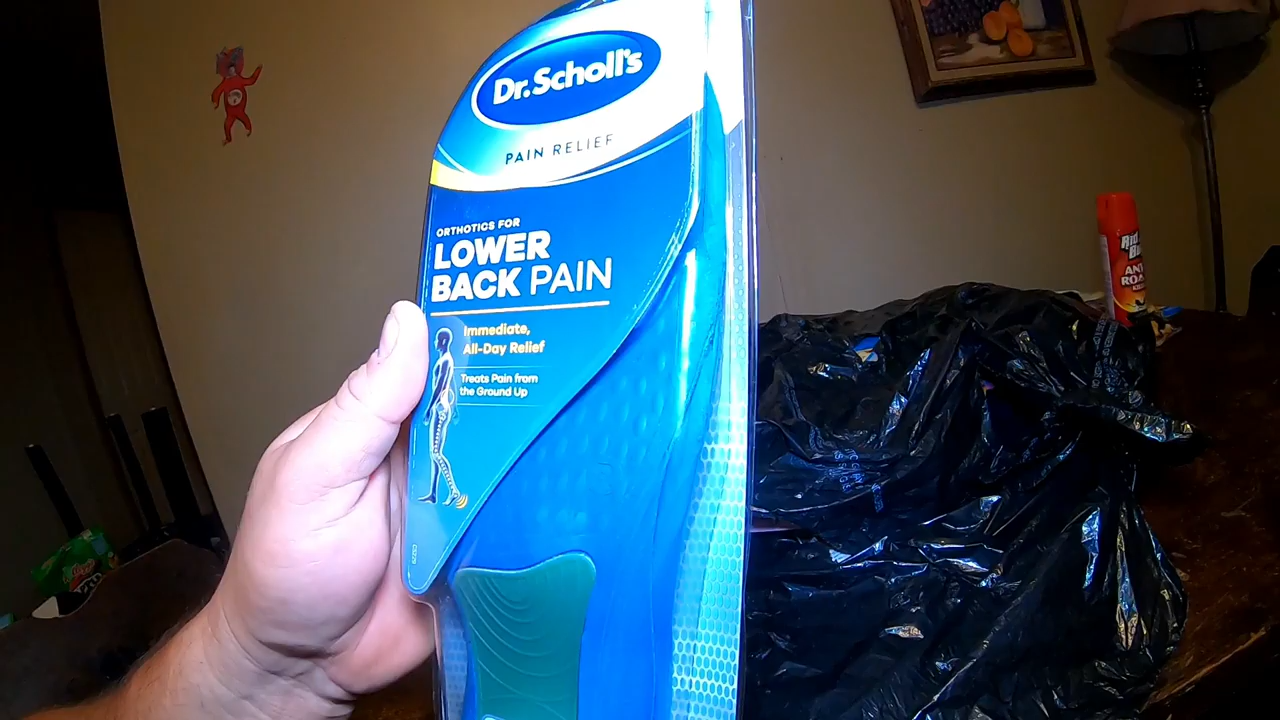 Dr. Scholl's
PAIN RELIEF
ORTHOTICS FOR
LOWER
BACK PAIN
Immediate,
All-Day Relief
Treats Pain from
the Ground Up